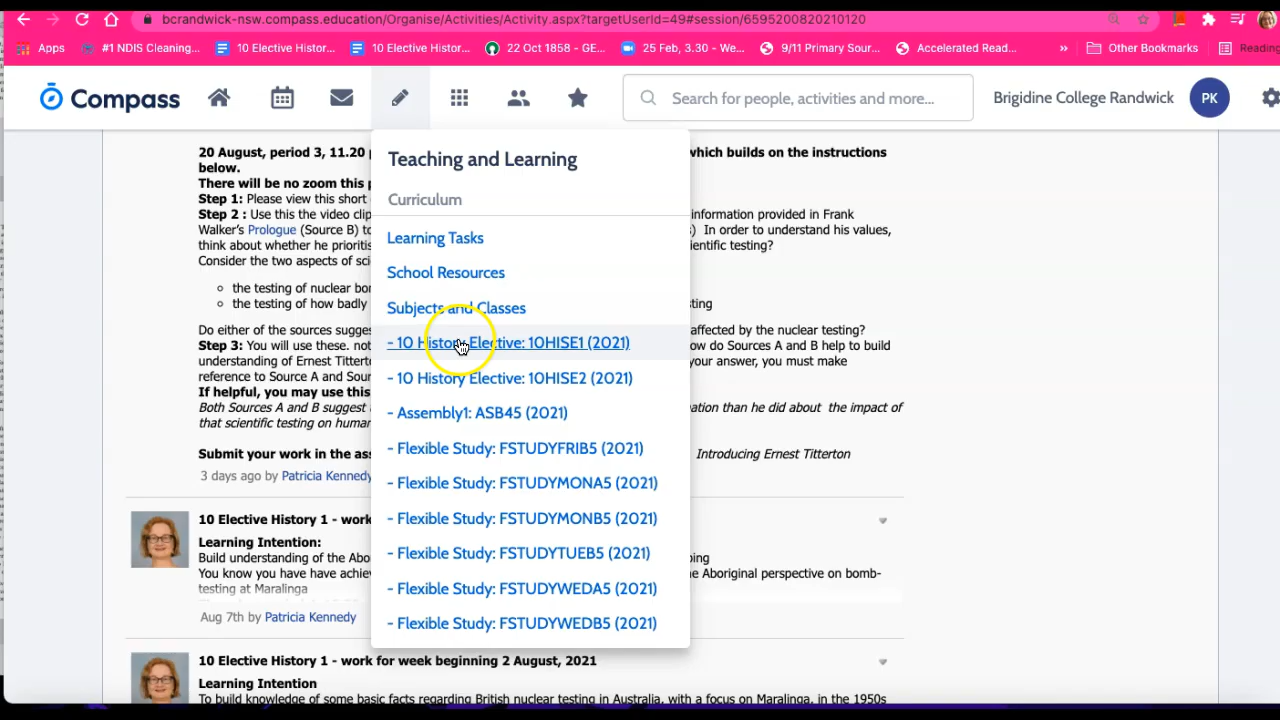 bcrandwick-nsw.compass.education/Organise/Activities/Activity.aspx?targetUserId=49#session/6595200820210120
Apps #1 NDIS Cleaning... 10 Elective Histor... 10 Elective Histor... 22 Oct 1858 – GE... 25 Feb, 3.30 – We... 9/11 Primary Sour... Accelerated Read... » Other Bookmarks Reading
Compass Search for people, activities and more... Brigidine College Randwick PK
20 August, period 3, 11.20 which builds on the instructions
below.
There will be no zoom this
Step 1: Please view this short
Step 2 : Use this the video clip information provided in Frank
Walker's Prologue (Source B) to In order to understand his values,
think about whether he prioriti entific testing?
Consider the two aspects of sci
the testing of nuclear bo
the testing of how badly ting
Do either of the sources sugges affected by the nuclear testing?
Step 3: You will use these. not ow do Sources A and B help to build
understanding of Ernest Tittert your answer, you must make
reference to Source A and Sour
If helpful, you may use this
Both Sources A and B suggest ation than he did about the impact of
that scientific testing on human
Submit your work in the as Introducing Ernest Titterton
3 days ago by Patricia Kennedy
Teaching and Learning
Curriculum
Learning Tasks
School Resources
Subjects and Classes
- 10 History Elective: 10HISE1 (2021)
- 10 History Elective: 10HISE2 (2021)
- Assembly1: ASB45 (2021)
- Flexible Study: FSTUDYFRIB5 (2021)
- Flexible Study: FSTUDYMONA5 (2021)
- Flexible Study: FSTUDYMONB5 (2021)
- Flexible Study: FSTUDYTUEB5 (2021)
- Flexible Study: FSTUDYWEDA5 (2021)
- Flexible Study: FSTUDYWEDB5 (2021)
10 Elective History 1 - work
Learning Intention:
Build understanding of the Abo ping
You know you have have achiev he Aboriginal perspective on bomb-
testing at Maralinga
Aug 7th by Patricia Kennedy
10 Elective History 1 - work for week beginning 2 August, 2021
Learning Intention
To build knowledge of some basic facts regarding British nuclear testing in Australia, with a focus on Maralinga, in the 1950s